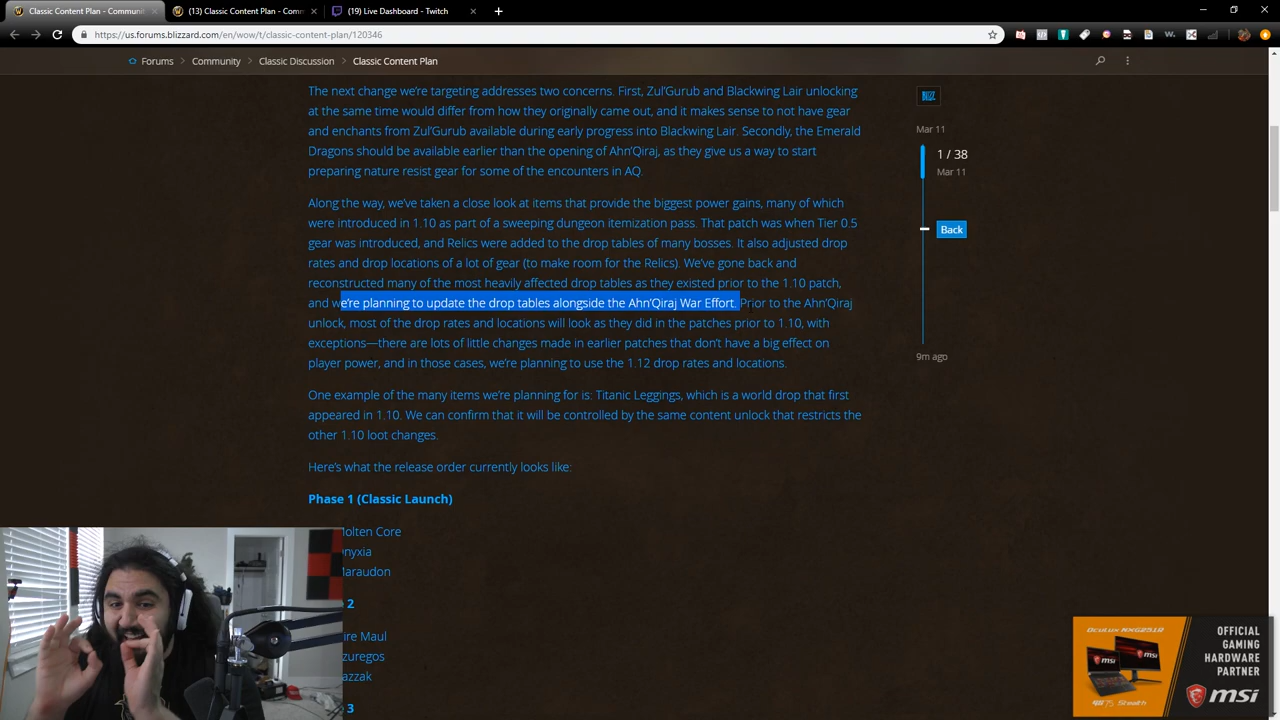 Classic Content Plan - Communi
(13) Classic Content Plan - Comm
(19) Live Dashboard - Twitch
https://us.forums.blizzard.com/en/wow/t/classic-content-plan/120346
Forums
Community
Classic Discussion
Classic Content Plan
The next change we're targeting addresses two concerns. First, Zul'Gurub and Blackwing Lair unlocking
at the same time would differ from how they originally came out, and it makes sense to not have gear
and enchants from Zul'Gurub available during early progress into Blackwing Lair. Secondly, the Emerald
Dragons should be available earlier than the opening of Ahn'Qiraj, as they give us a way to start
preparing nature resist gear for some of the encounters in AQ.
Along the way, we've taken a close look at items that provide the biggest power gains, many of which
were introduced in 1.10 as part of a sweeping dungeon itemization pass. That patch was when Tier 0.5
gear was introduced, and Relics were added to the drop tables of many bosses. It also adjusted drop
rates and drop locations of a lot of gear (to make room for the Relics). We've gone back and
reconstructed many of the most heavily affected drop tables as they existed prior to the 1.10 patch,
and we're planning to update the drop tables alongside the Ahn'Qiraj War Effort. Prior to the Ahn'Qiraj
unlock, most of the drop rates and locations will look as they did in the patches prior to 1.10, with
exceptions—there are lots of little changes made in earlier patches that don't have a big effect on
player power, and in those cases, we're planning to use the 1.12 drop rates and locations.
One example of the many items we're planning for is: Titanic Leggings, which is a world drop that first
appeared in 1.10. We can confirm that it will be controlled by the same content unlock that restricts the
other 1.10 loot changes.
Here's what the release order currently looks like:
Phase 1 (Classic Launch)
olten Core
nyxia
araudon
2
ire Maul
zuregos
azzak
3
BLIZZ
Mar 11
1 / 38
Mar 11
Back
9m ago
OFFICIAL
GAMING
HARDWARE
PARTNER
msi